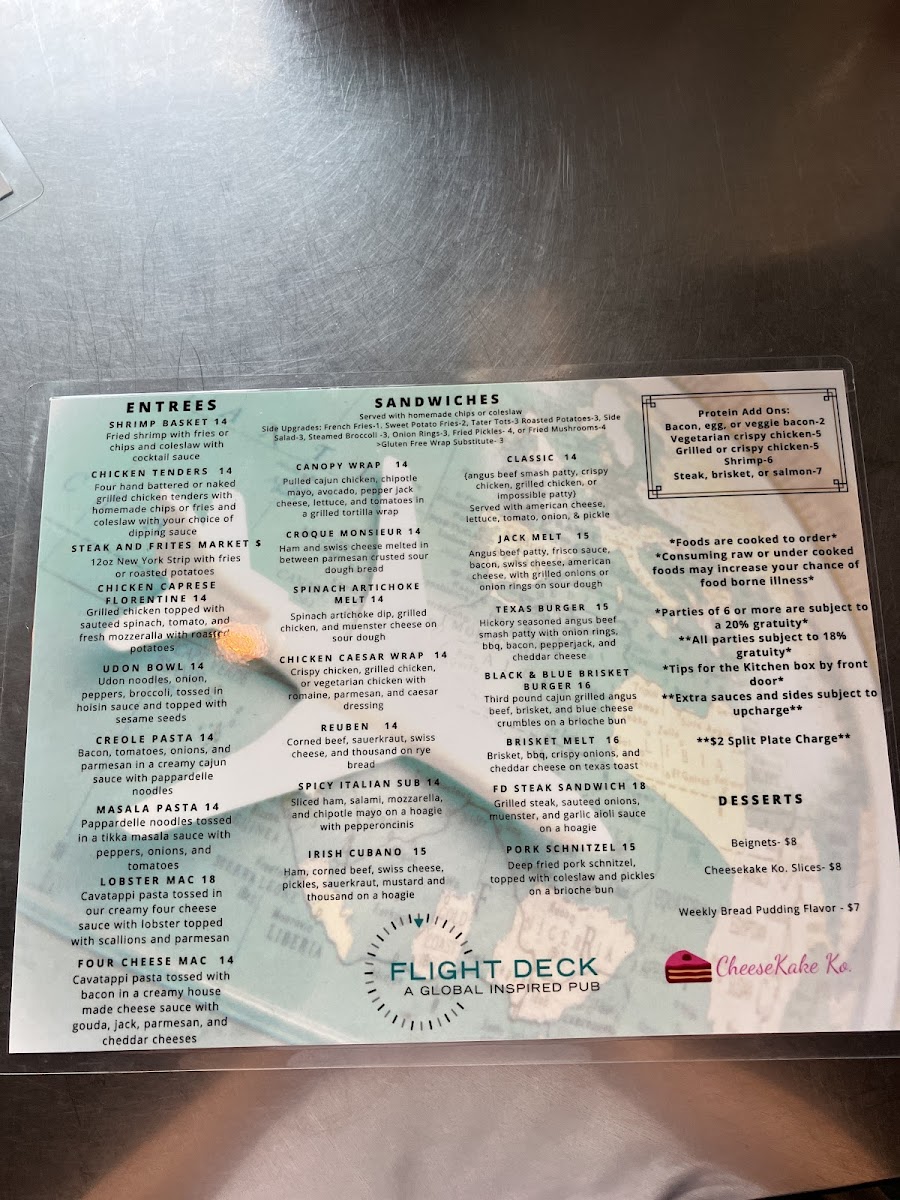 ENTREES
SHRIMP BASKET 14
Fried shrimp with fries or
chips and coleslaw with
cocktail sauce
CHICKEN TENDERS 14
Four hand battered or naked
grilled chicken tenders with
homemade chips or fries and
coleslaw with your choice of
dipping sauce
STEAK AND FRITES MARKET $
12oz New York Strip with fries
or roasted potatoes
CHICKEN CAPRESE
FLORENTINE 14
Grilled chicken topped with
sauteed spinach, tomato, and
fresh mozzeralla with roasted
potatoes
UDON BOWL 14
Udon noodles, onion,
peppers, broccoli, tossed in
hoisin sauce and topped with
sesame seeds
CREOLE PASTA 14
Bacon, tomatoes, onions, and
parmesan in a creamy cajun
sauce with pappardelle
noodles
MASALA PASTA 14
Pappardelle noodles tossed
in a tikka masala sauce with
peppers, onions, and
tomatoes
LOBSTER MAC 18
Cavatappi pasta tossed in
our creamy four cheese
sauce with lobster topped
with scallions and parmesan
FOUR CHEESE MAC 14
Cavatappi pasta tossed with
bacon in a creamy house
made cheese sauce with
gouda, jack, parmesan, and
cheddar cheeses
SANDWICHES
Served with homemade chips or coleslaw
Side Upgrades: French Fries-1, Sweet Potato Fries-2, Tater Tots-3 Roasted Potatoes-3, Side
Salad-3, Steamed Broccoli -3, Onion Rings-3, Fried Pickles- 4, or Fried Mushrooms-4
>Gluten Free Wrap Substitute- 3
CANOPY WRAP 14
Pulled cajun chicken, chipotle
mayo, avocado, pepper jack
cheese, lettuce, and tomatoes in
a grilled tortilla wrap
CROQUE MONSIEUR 14
Ham and swiss cheese melted in
between parmesan crusted sour
dough bread
SPINACH ARTICHOKE
MELT 14
Spinach artichoke dip, grilled
chicken, and muenster cheese on
sour dough
CHICKEN CAESAR WRAP 14
Crispy chicken, grilled chicken,
or vegetarian chicken with
romaine, parmesan, and caesar
dressing
REUBEN 14
Corned beef, sauerkraut, swiss
cheese, and thousand on rye
bread
SPICY ITALIAN SUB 14
Sliced ham, salami, mozzarella,
and chipotle mayo on a hoagie
with pepperoncinis
IRISH CUBANO 15
Ham, corned beef, swiss cheese,
pickles, sauerkraut, mustard and
thousand on a hoagie
CLASSIC 14
(angus beef smash patty, crispy
chicken, grilled chicken, or
impossible patty)
Served with american cheese,
lettuce, tomato, onion, & pickle
JACK MELT 15
Angus beef patty, frisco sauce,
bacon, swiss cheese, american
cheese, with grilled onions or
onion rings on sour dough
TEXAS BURGER 15
Hickory seasoned angus beef
smash patty with onion rings,
bbq, bacon, pepperjack, and
cheddar cheese
BLACK & BLUE BRISKET
BURGER 16
Third pound cajun grilled angus
beef, brisket, and blue cheese
crumbles on a brioche bun
BRISKET MELT 16
Brisket, bbq, crispy onions, and
cheddar cheese on texas toast
FD STEAK SANDWICH 18
Grilled steak, sauteed onions,
muenster, and garlic aioli sauce
on a hoagie
PORK SCHNITZEL 15
Deep fried pork schnitzel,
topped with coleslaw and pickles
on a brioche bun
FLIGHT DECK
A GLOBAL INSPIRED PUB
Protein Add Ons:
Bacon, egg, or veggie bacon-2
Vegetarian crispy chicken-5
Grilled or crispy chicken-5
Shrimp-6
Steak, brisket, or salmon-7
*Foods are cooked to order*
*Consuming raw or under cooked
foods may increase your chance of
food borne illness*
*Parties of 6 or more are subject to
a 20% gratuity*
**All parties subject to 18%
gratuity*
*Tips for the Kitchen box by front
door*
**Extra sauces and sides subject to
upcharge**
**$2 Split Plate Charge**
DESSERTS
Beignets- $8
Cheesekake Ko. Slices- $8
Weekly Bread Pudding Flavor - $7
CheeseKake Ko.
LIBERIA